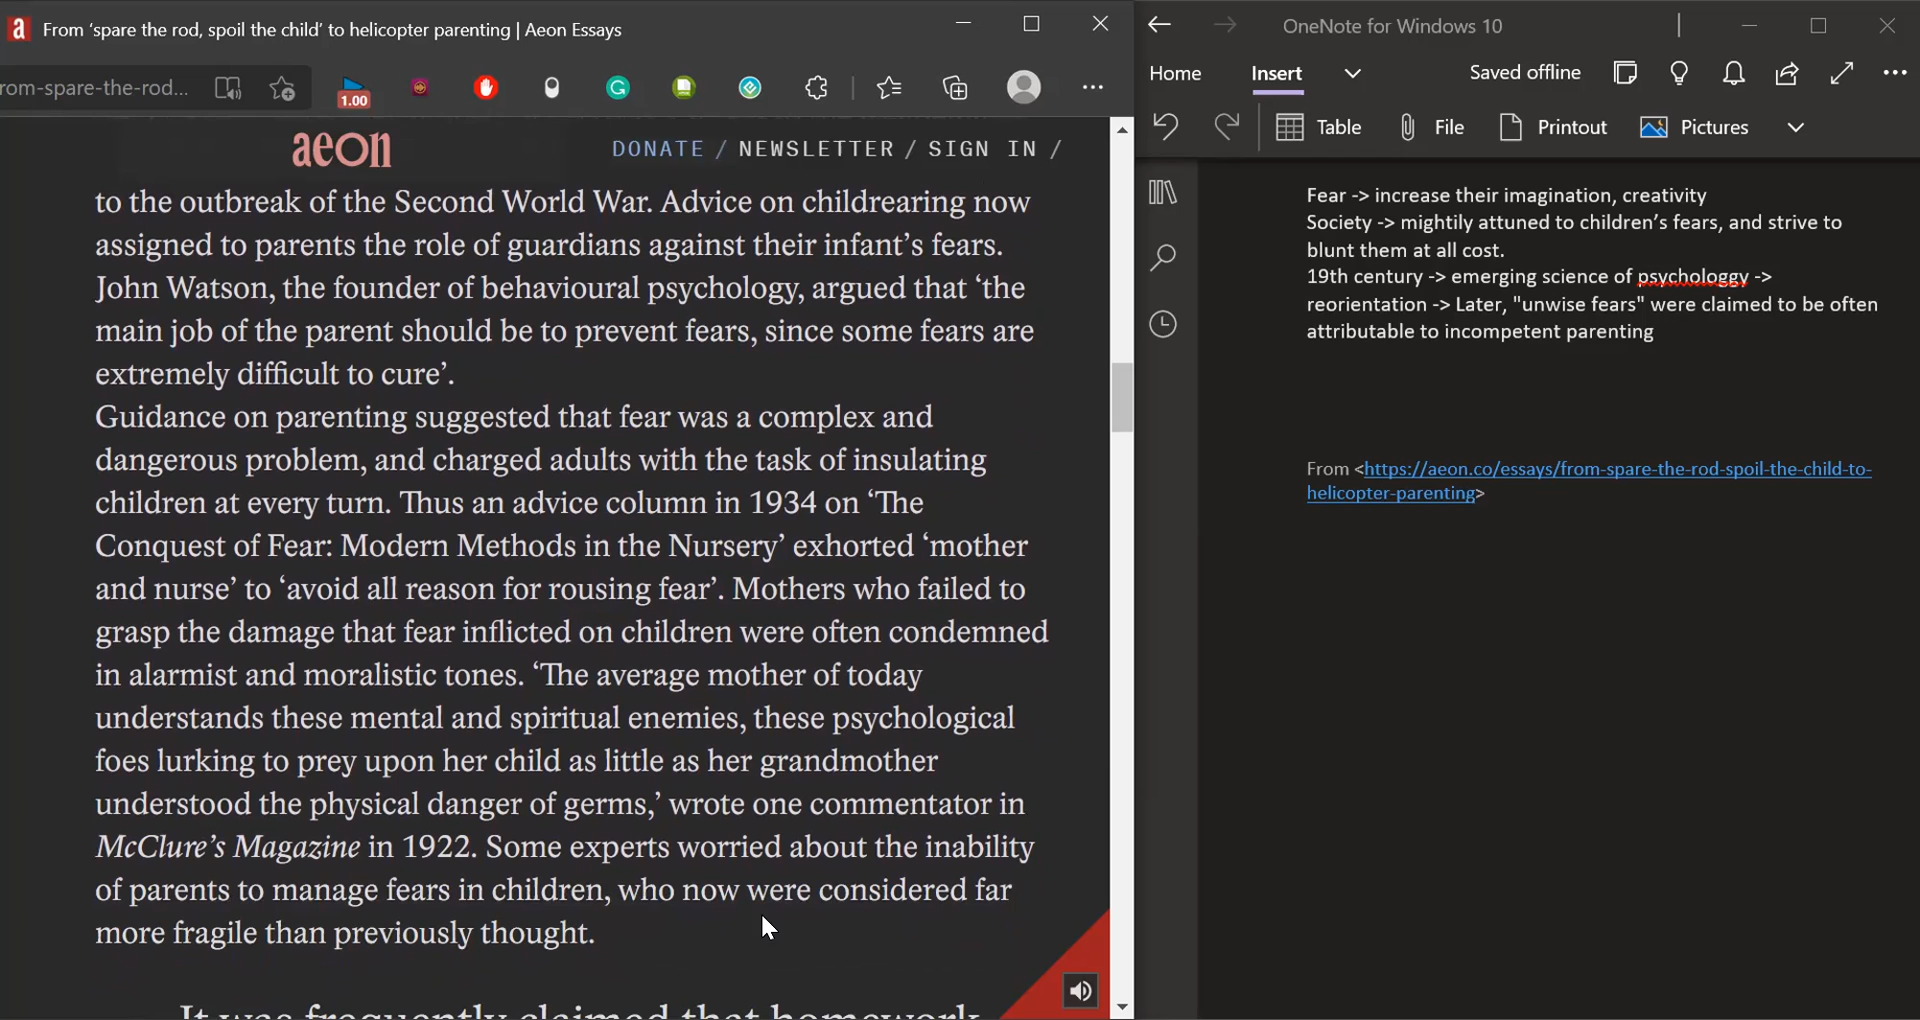 From ‘spare the rod, spoil the child’ to helicopter parenting | Aeon Essays
rom-spare-the-rod...
1.00
aeon
DONATE / NEWSLETTER / SIGN IN /
to the outbreak of the Second World War. Advice on childrearing now
assigned to parents the role of guardians against their infant’s fears.
John Watson, the founder of behavioural psychology, argued that ‘the
main job of the parent should be to prevent fears, since some fears are
extremely difficult to cure’.
Guidance on parenting suggested that fear was a complex and
dangerous problem, and charged adults with the task of insulating
children at every turn. Thus an advice column in 1934 on ‘The
Conquest of Fear: Modern Methods in the Nursery’ exhorted ‘mother
and nurse’ to ‘avoid all reason for rousing fear’. Mothers who failed to
grasp the damage that fear inflicted on children were often condemned
in alarmist and moralistic tones. ‘The average mother of today
understands these mental and spiritual enemies, these psychological
foes lurking to prey upon her child as little as her grandmother
understood the physical danger of germs,’ wrote one commentator in
McClure’s Magazine in 1922. Some experts worried about the inability
of parents to manage fears in children, who now were considered far
more fragile than previously thought.
It was frequently claimed that homework
OneNote for Windows 10
Home
Insert
Saved offline
Table
File
Printout
Pictures
Fear -> increase their imagination, creativity
Society -> mightily attuned to children’s fears, and strive to
blunt them at all cost.
19th century -> emerging science of psychologgy ->
reorientation -> Later, "unwise fears" were claimed to be often
attributable to incompetent parenting
From <https://aeon.co/essays/from-spare-the-rod-spoil-the-child-to-
helicopter-parenting>